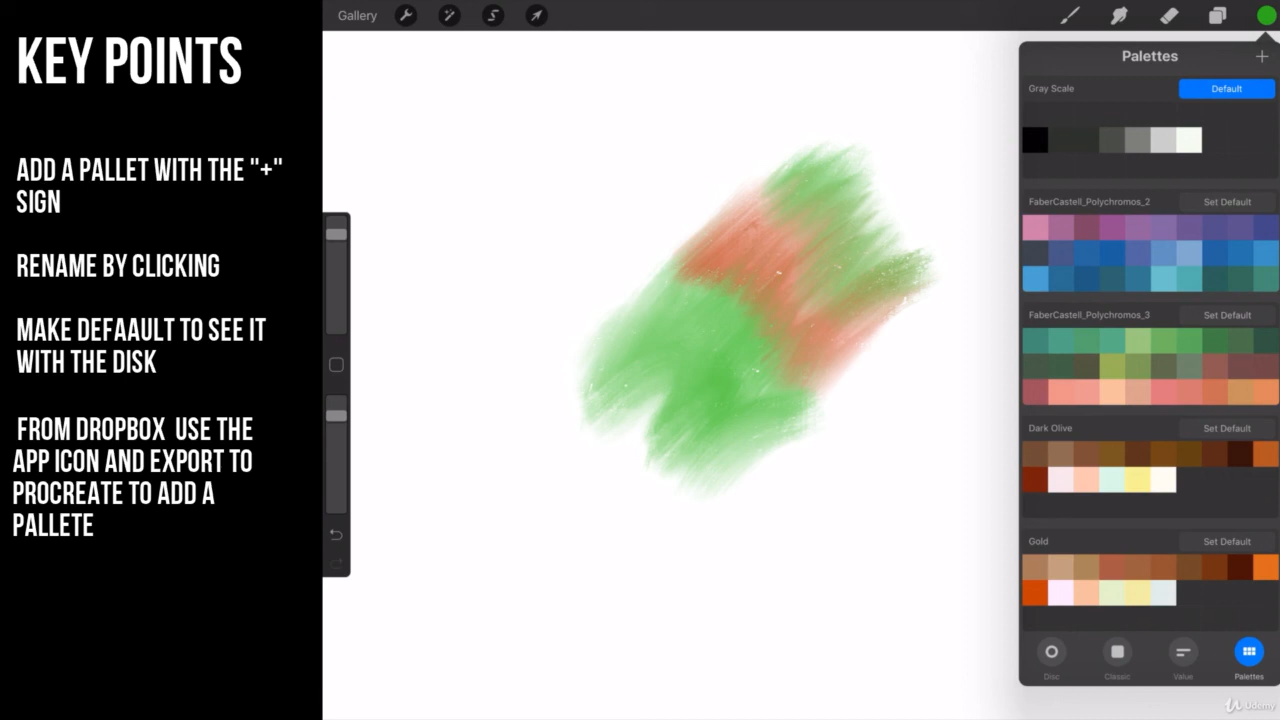 KEY POINTS
ADD A PALLET WITH THE "+"
SIGN
RENAME BY CLICKING
MAKE DEFAAULT TO SEE IT
WITH THE DISK
FROM DROPBOX USE THE
APP ICON AND EXPORT TO
PROCREATE TO ADD A
PALLETE
Gallery
Palettes
Gray Scale
Default
FaberCastell_Polychromos_2
Set Default
FaberCastell_Polychromos_3
Set Default
Dark Olive
Set Default
Gold
Set Default
Disc
Classic
Value
Palettes
Udemy